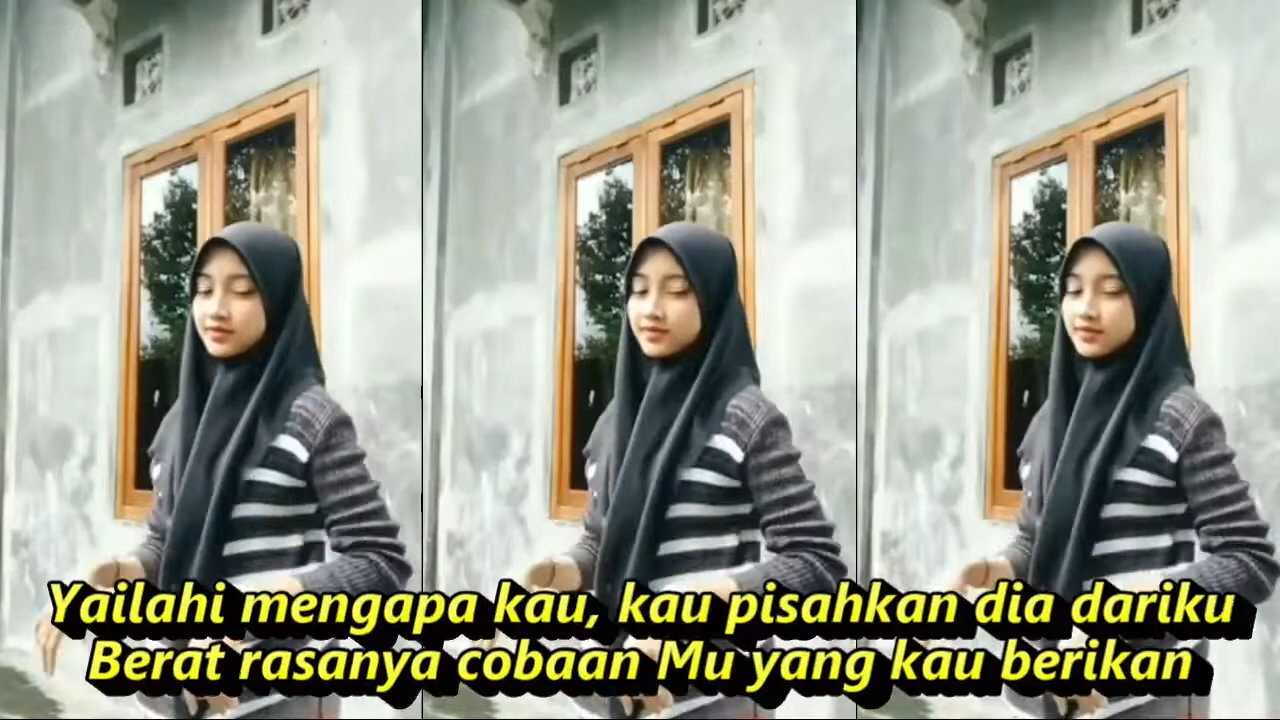 Yailahi mengapa kau, kau pisahkan dia dariku
Berat rasanya cobaan Mu yang kau berikan